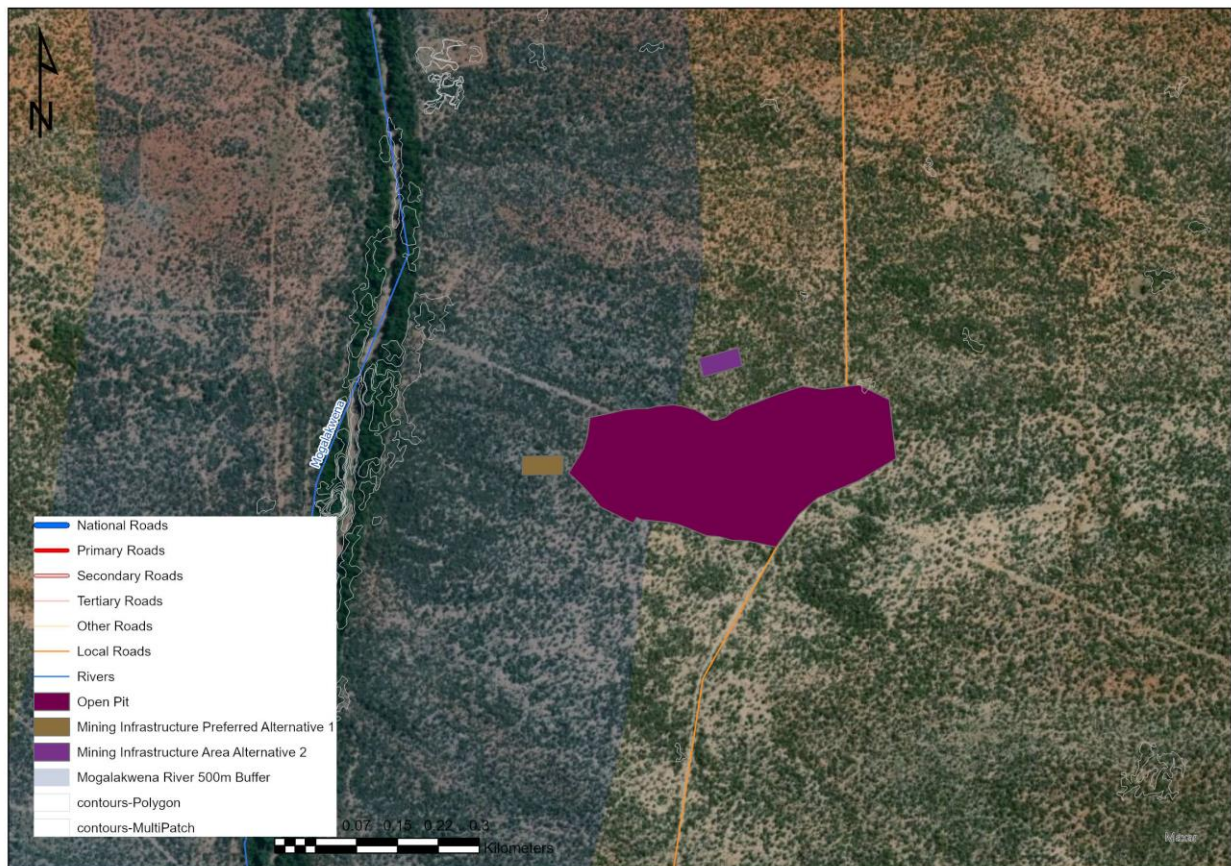 N
Mogalakwena
National Roads
Primary Roads
Secondary Roads
Tertiary Roads
Other Roads
Local Roads
Rivers
Open Pit
Mining Infrastructure Preferred Alternative 1
Mining Infrastructure Area Alternative 2
Mogalakwena River 500m Buffer
contours-Polygon
contours-MultiPatch
0.07 0.15 0.22 0.3
Kilometers
Maxar